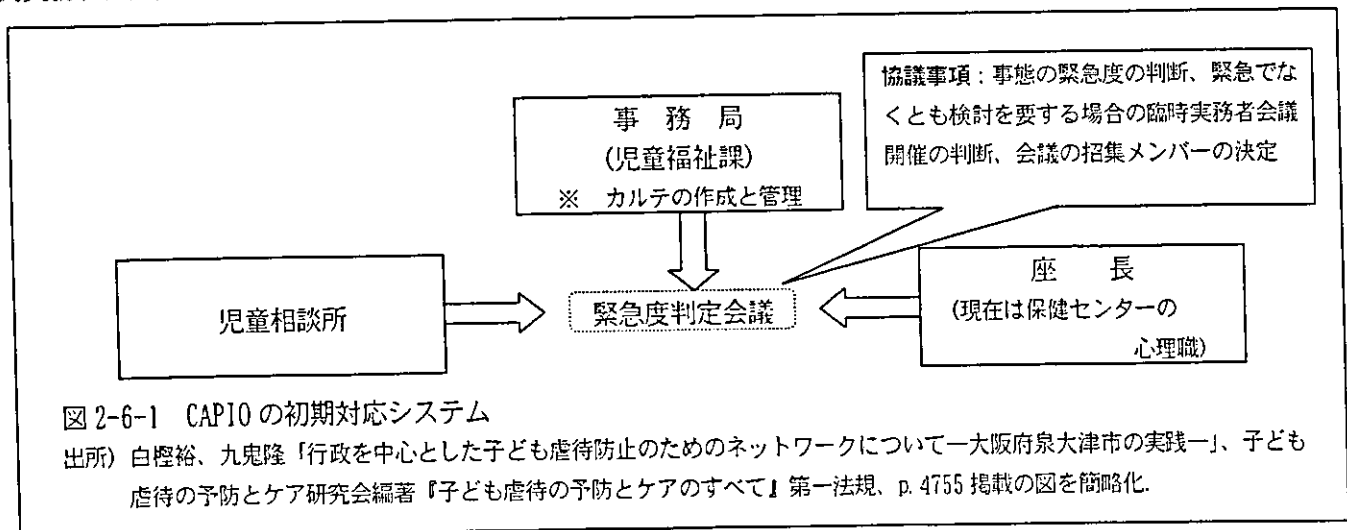 事 務 局
(児童福祉課)
※ カルテの作成と管理
協議事項：事態の緊急度の判断、緊急でな
くとも検討を要する場合の臨時実務者会議
開催の判断、会議の招集メンバーの決定
児童相談所
緊急度判定会議
座 長
(現在は保健センターの
心理職)
図 2-6-1 CAPIO の初期対応システム
出所) 白樫裕、九鬼隆「行政を中心とした子ども虐待防止のためのネットワークについて―大阪府泉大津市の実践―」、子ども
虐待の予防とケア研究会編著『子ども虐待の予防とケアのすべて』第一法規、p. 4755 掲載の図を簡略化.